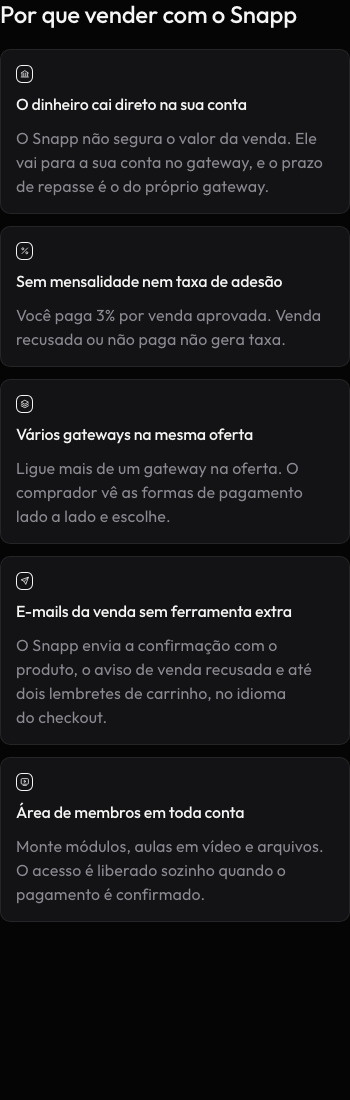 Por que vender com o Snapp
O dinheiro cai direto na sua conta
O Snapp não segura o valor da venda. Ele
vai para a sua conta no gateway, e o prazo
de repasse é o do próprio gateway.
Sem mensalidade nem taxa de adesão
Você paga 3% por venda aprovada. Venda
recusada ou não paga não gera taxa.
Vários gateways na mesma oferta
Ligue mais de um gateway na oferta. O
comprador vê as formas de pagamento
lado a lado e escolhe.
E-mails da venda sem ferramenta extra
O Snapp envia a confirmação com o
produto, o aviso de venda recusada e até
dois lembretes de carrinho, no idioma
do checkout.
Área de membros em toda conta
Monte módulos, aulas em vídeo e arquivos.
O acesso é liberado sozinho quando o
pagamento é confirmado.